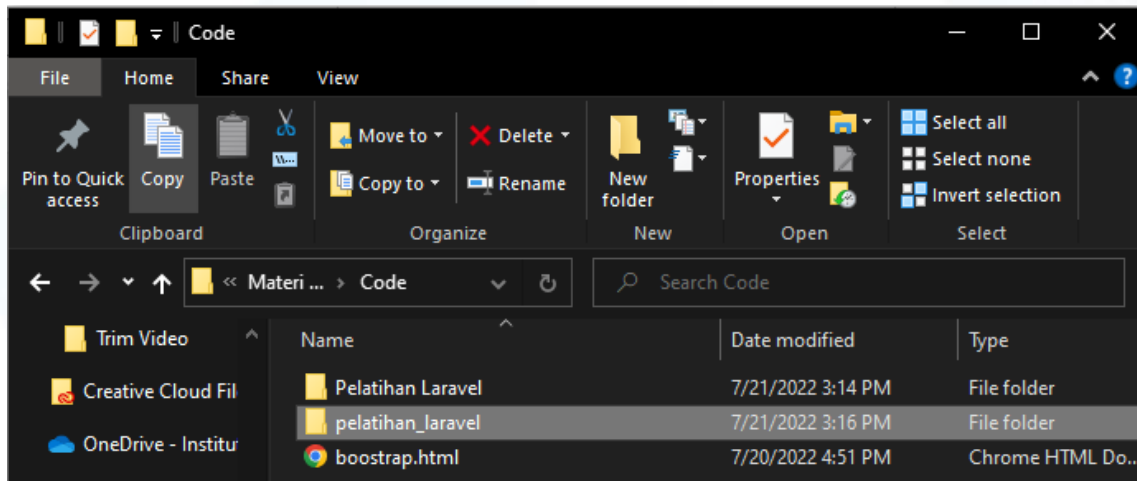 Code
File Home Share View
Pin to Quick access
Copy
Paste
Move to
Copy to
Delete
Rename
New folder
Properties
Select all
Select none
Invert selection
Clipboard Organize New Open Select
« Materi ... › Code
Search Code
Trim Video
Creative Cloud Fil
OneDrive - Institu
Name Date modified Type
Pelatihan Laravel 7/21/2022 3:14 PM File folder
pelatihan_laravel 7/21/2022 3:16 PM File folder
boostrap.html 7/20/2022 4:51 PM Chrome HTML Do...